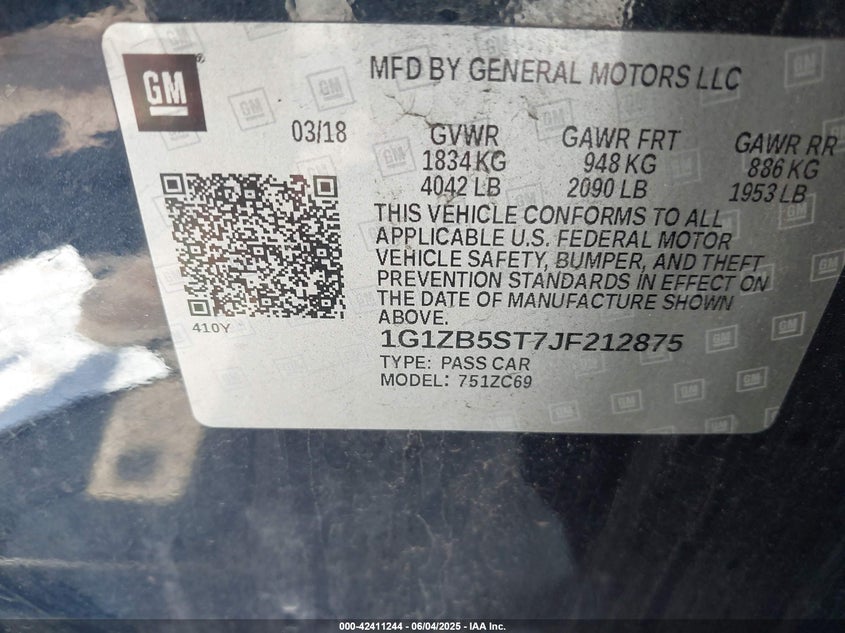 GM
MFD BY GENERAL MOTORS LLC
03/18 GVWR GAWR FRT GAWR RR
1834 KG 948 KG 886 KG
4042 LB 2090 LB 1953 LB
THIS VEHICLE CONFORMS TO ALL
APPLICABLE U.S. FEDERAL MOTOR
VEHICLE SAFETY, BUMPER, AND THEFT
PREVENTION STANDARDS IN EFFECT ON
THE DATE OF MANUFACTURE SHOWN
ABOVE.
410Y
1G1ZB5ST7JF212875
TYPE: PASS CAR
MODEL: 751ZC69
000-42411244 | 06/04/2025 - IAA Inc.